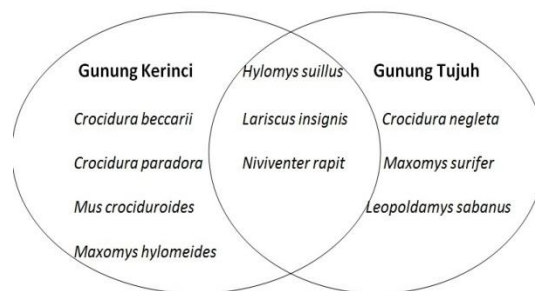 Gunung Kerinci
Crocidura beccarii
Crocidura paradora
Mus crociduroides
Maxomys hylomeides
Hylomys suillus
Lariscus insignis
Niviventer rapit
Gunung Tujuh
Crocidura negleta
Maxomys surifer
Leopoldamys sabanus